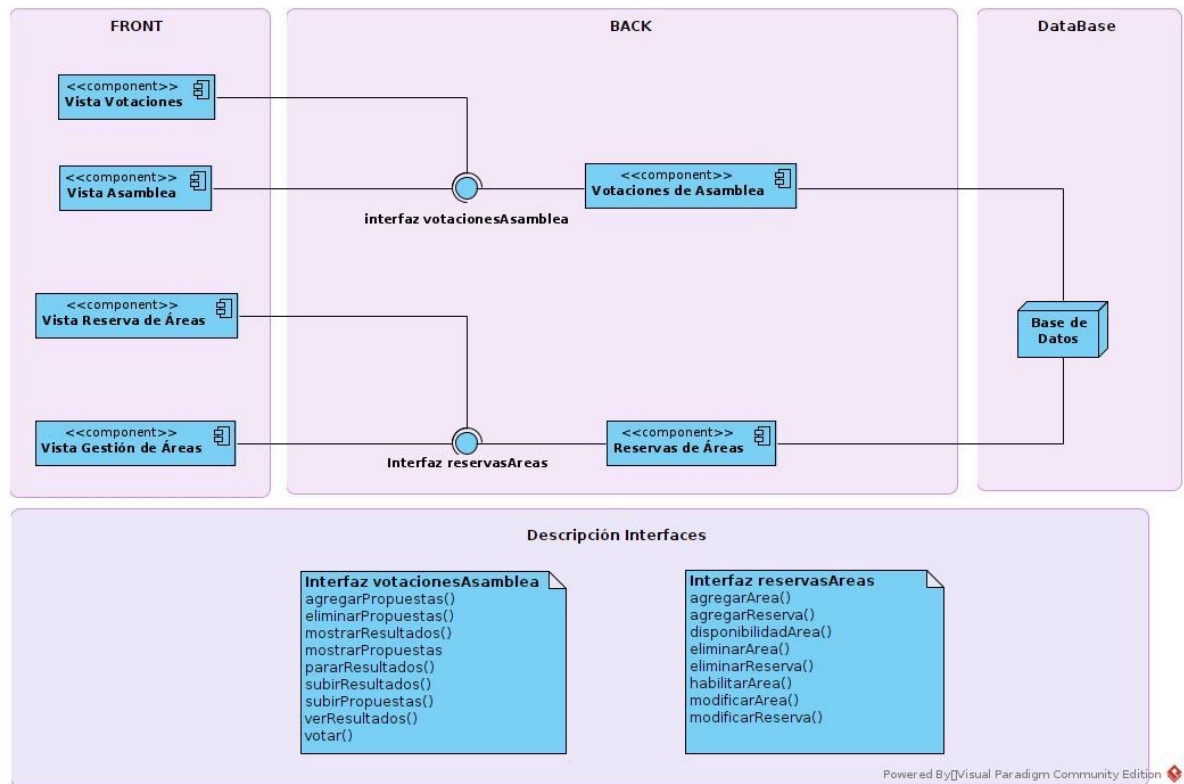 FRONT
BACK
DataBase
<<component>>
Vista Votaciones
<<component>>
Vista Asamblea
<<component>>
Votaciones de Asamblea
interfaz votacionesAsamblea
<<component>>
Vista Reserva de Áreas
Base de
Datos
<<component>>
Vista Gestión de Áreas
<<component>>
Reservas de Áreas
Interfaz reservasAreas
Descripción Interfaces
Interfaz votacionesAsamblea
agregarPropuestas()
eliminarPropuestas()
mostrarResultados()
mostrarPropuestas
pararResultados()
subirResultados()
subirPropuestas()
verResultados()
votar()
Interfaz reservasAreas
agregarArea()
agregarReserva()
disponibilidadArea()
eliminarArea()
eliminarReserva()
habilitarArea()
modificarArea()
modificarReserva()
Powered By▯Visual Paradigm Community Edition